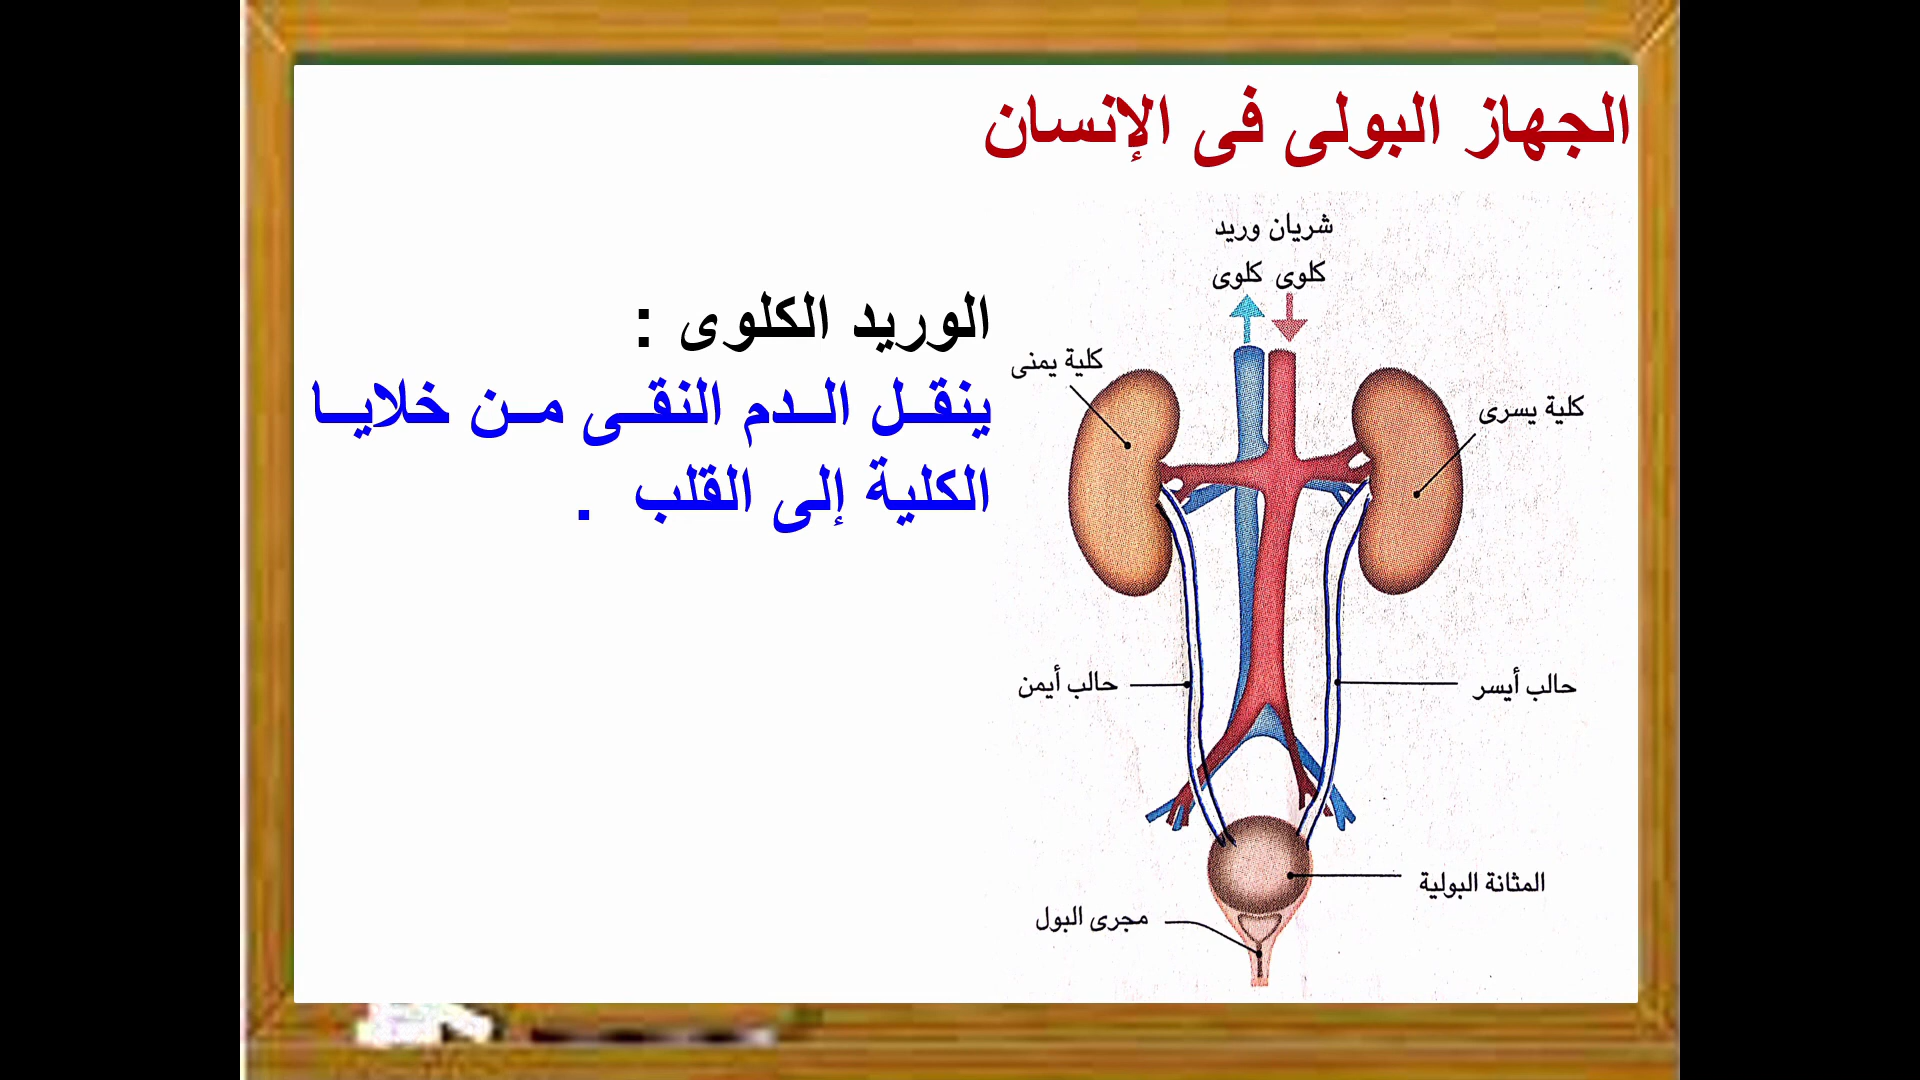 الجهاز البولى فى الإنسان
شريان وريد
كلوى كلوى
الوريد الكلوى :
ينقل الدم النقى من خلايا
الكلية إلى القلب .
كلية يمنى
كلية يسرى
حالب أيمن
حالب أيسر
المثانة البولية
مجرى البول